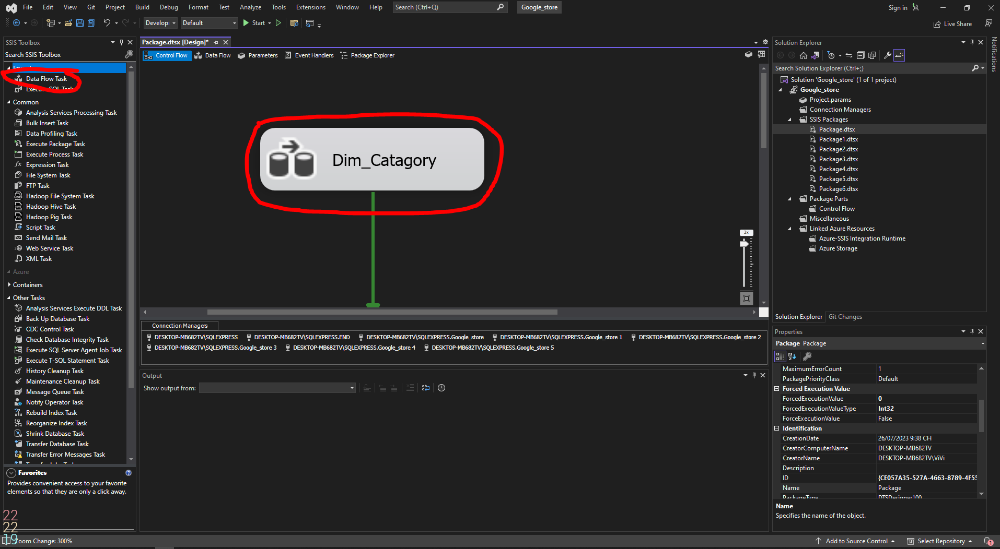 File Edit View Git Project Build Debug Format Test Analyze Tools Extensions Window Help Search (Ctrl+Q) Google_store Sign in
Developı Default Start Live Share
SSIS Toolbox
Search SSIS Toolbox
Data Flow Task
Execute SQL Task
Common
Analysis Services Processing Task
Bulk Insert Task
Data Profiling Task
Execute Package Task
Execute Process Task
Expression Task
File System Task
FTP Task
Hadoop File System Task
Hadoop Hive Task
Hadoop Pig Task
Script Task
Send Mail Task
Web Service Task
XML Task
Azure
Containers
Other Tasks
Analysis Services Execute DDL Task
Back Up Database Task
CDC Control Task
Check Database Integrity Task
Execute SQL Server Agent Job Task
Execute T-SQL Statement Task
History Cleanup Task
Maintenance Cleanup Task
Message Queue Task
Notify Operator Task
Rebuild Index Task
Reorganize Index Task
Shrink Database Task
Transfer Database Task
Transfer Error Messages Task
Favorites
Provides convenient access to your favorite
elements so that they are only a click away.
22
22
19
Zoom Change: 300%
Package.dtsx [Design]*
Control Flow Data Flow Parameters Event Handlers Package Explorer
Dim_Catagory
3x
Connection Managers
DESKTOP-MB682TV\SQLEXPRESS DESKTOP-MB682TV\SQLEXPRESS.END DESKTOP-MB682TV\SQLEXPRESS.Google_store DESKTOP-MB682TV\SQLEXPRESS.Google_store 1 DESKTOP-MB682TV\SQLEXPRESS.Google_store 2
DESKTOP-MB682TV\SQLEXPRESS.Google_store 3 DESKTOP-MB682TV\SQLEXPRESS.Google_store 4 DESKTOP-MB682TV\SQLEXPRESS.Google_store 5
Output
Show output from:
Solution Explorer
Search Solution Explorer (Ctrl+;)
Solution 'Google_store' (1 of 1 project)
Google_store
Project.params
Connection Managers
SSIS Packages
Package.dtsx
Package1.dtsx
Package2.dtsx
Package3.dtsx
Package4.dtsx
Package5.dtsx
Package6.dtsx
Package Parts
Control Flow
Miscellaneous
Linked Azure Resources
Azure-SSIS Integration Runtime
Azure Storage
Solution Explorer Git Changes
Properties
Package Package
MaximumErrorCount 1
PackagePriorityClass Default
Forced Execution Value
ForcedExecutionValue 0
ForcedExecutionValueType Int32
ForceExecutionValue False
Identification
CreationDate 26/07/2023 9:38 CH
CreatorComputerName DESKTOP-MB682TV
CreatorName DESKTOP-MB682TV\ViVi
Description
ID {CE057A35-527A-4663-8789-4F55
Name Package
PackageType DTSDesigner100
Name
Specifies the name of the object.
Add to Source Control Select Repository 1
Notifications